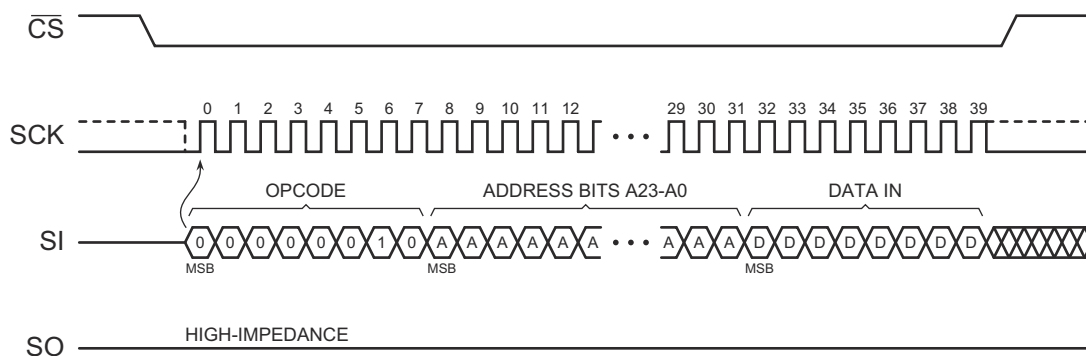 CS
0 1 2 3 4 5 6 7 8 9 10 11 12 29 30 31 32 33 34 35 36 37 38 39
SCK
OPCODE ADDRESS BITS A23-A0 DATA IN
SI 0 0 0 0 0 0 1 0 A A A A A A A A A D D D D D D D D
MSB MSB MSB
HIGH-IMPEDANCE
SO